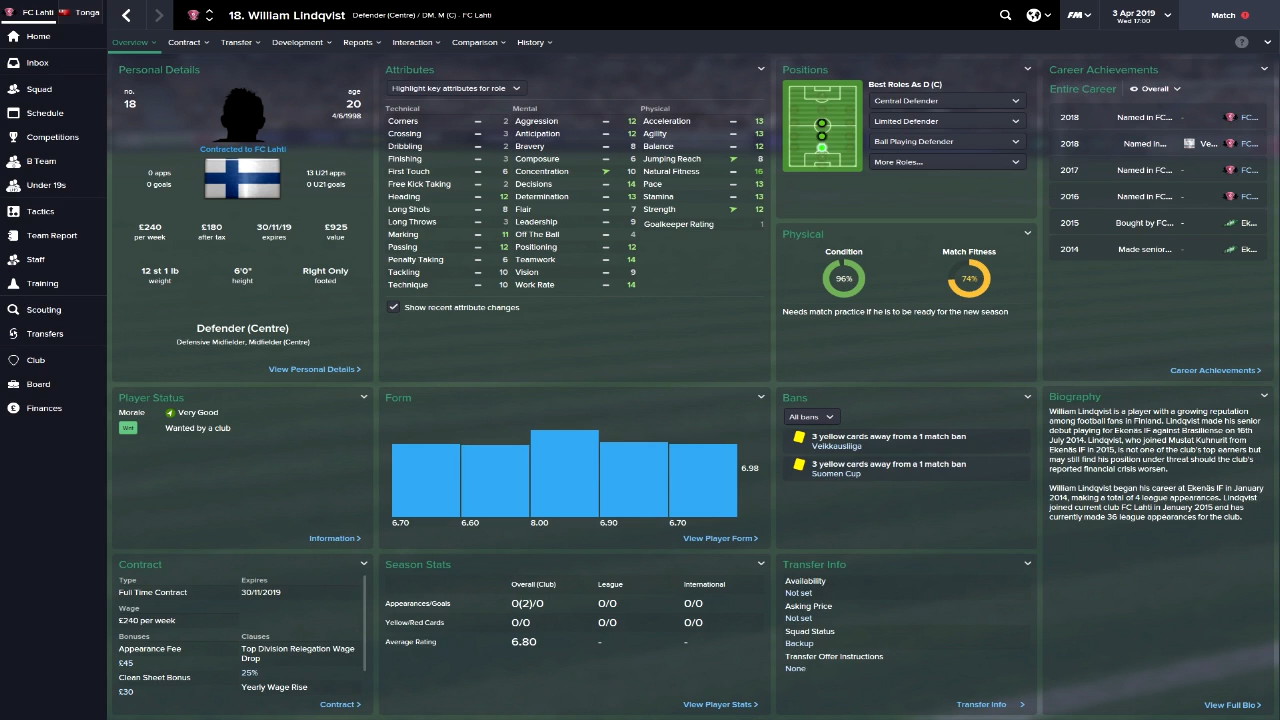 FC Lahti Tonga
18. William Lindqvist Defender (Centre) / DM, M (C) - FC Lahti
FM
3 Apr 2019
Wed 17:00
Match
Home
Inbox
Squad
Schedule
Competitions
B Team
Under 19s
Tactics
Team Report
Staff
Training
Scouting
Transfers
Club
Board
Finances
Overview Contract Transfer Development Reports Interaction Comparison History
?
Personal Details
no.
18
age
20
4/6/1998
Contracted to FC Lahti
0 apps
0 goals
13 U21 apps
0 U21 goals
£240
per week
£180
after tax
30/11/19
expires
£925
value
12 st 1 lb
weight
6'0"
height
Right Only
footed
Defender (Centre)
Defensive Midfielder, Midfielder (Centre)
View Personal Details >
Attributes
Highlight key attributes for role
Technical Mental Physical
Corners - 2 Aggression - 12 Acceleration - 13
Crossing - 3 Anticipation - 12 Agility - 13
Dribbling - 2 Bravery - 8 Balance - 12
Finishing - 3 Composure - 6 Jumping Reach 8
First Touch - 6 Concentration 10 Natural Fitness - 16
Free Kick Taking - 2 Decisions - 14 Pace - 13
Heading - 12 Determination - 13 Stamina - 13
Long Shots - 8 Flair - 7 Strength 12
Long Throws - 3 Leadership - 9 Goalkeeper Rating 1
Marking - 11 Off The Ball - 4
Passing - 12 Positioning - 12
Penalty Taking - 6 Teamwork - 14
Tackling - 10 Vision - 9
Technique - 10 Work Rate - 14
Show recent attribute changes
Positions
Best Roles As D (C)
Central Defender
Limited Defender
Ball Playing Defender
More Roles...
Physical
Condition
96%
Match Fitness
74%
Needs match practice if he is to be ready for the new season
Career Achievements
Entire Career Overall
2018 Named in FC... - FC...
2018 Named in... - Ve... FC...
2017 Named in FC... - FC...
2016 Named in FC... - FC...
2015 Bought by FC... - Ek...
2014 Made senior... - Ek...
Career Achievements >
Player Status
Morale Very Good
Wnt Wanted by a club
Information >
Form
6.98
6.70 6.60 8.00 6.90 6.70
View Player Form >
Bans
All bans
3 yellow cards away from a 1 match ban
Veikkausliiga
3 yellow cards away from a 1 match ban
Suomen Cup
Biography
William Lindqvist is a player with a growing reputation
among football fans in Finland. Lindqvist made his senior
debut playing for Ekenäs IF against Brasiliense on 16th
July 2014. Lindqvist, who joined Mustat Kuhnurit from
Ekenäs IF in 2015, is not one of the club's top earners but
may still find his position under threat should the club's
reported financial crisis worsen.
William Lindqvist began his career at Ekenäs IF in January
2014, making a total of 4 league appearances. Lindqvist
joined current club FC Lahti in January 2015 and has
currently made 36 league appearances for the club.
View Full Bio >
Contract
Type
Full Time Contract
Expires
30/11/2019
Wage
£240 per week
Bonuses
Appearance Fee
£45
Clean Sheet Bonus
£30
Clauses
Top Division Relegation Wage
Drop
25%
Yearly Wage Rise
Contract >
Season Stats
Overall (Club) League International
Appearances/Goals 0(2)/0 0/0 0/0
Yellow/Red Cards 0/0 0/0 0/0
Average Rating 6.80 - -
View Player Stats >
Transfer Info
Availability
Not set
Asking Price
Not set
Squad Status
Backup
Transfer Offer Instructions
None
Transfer Info >